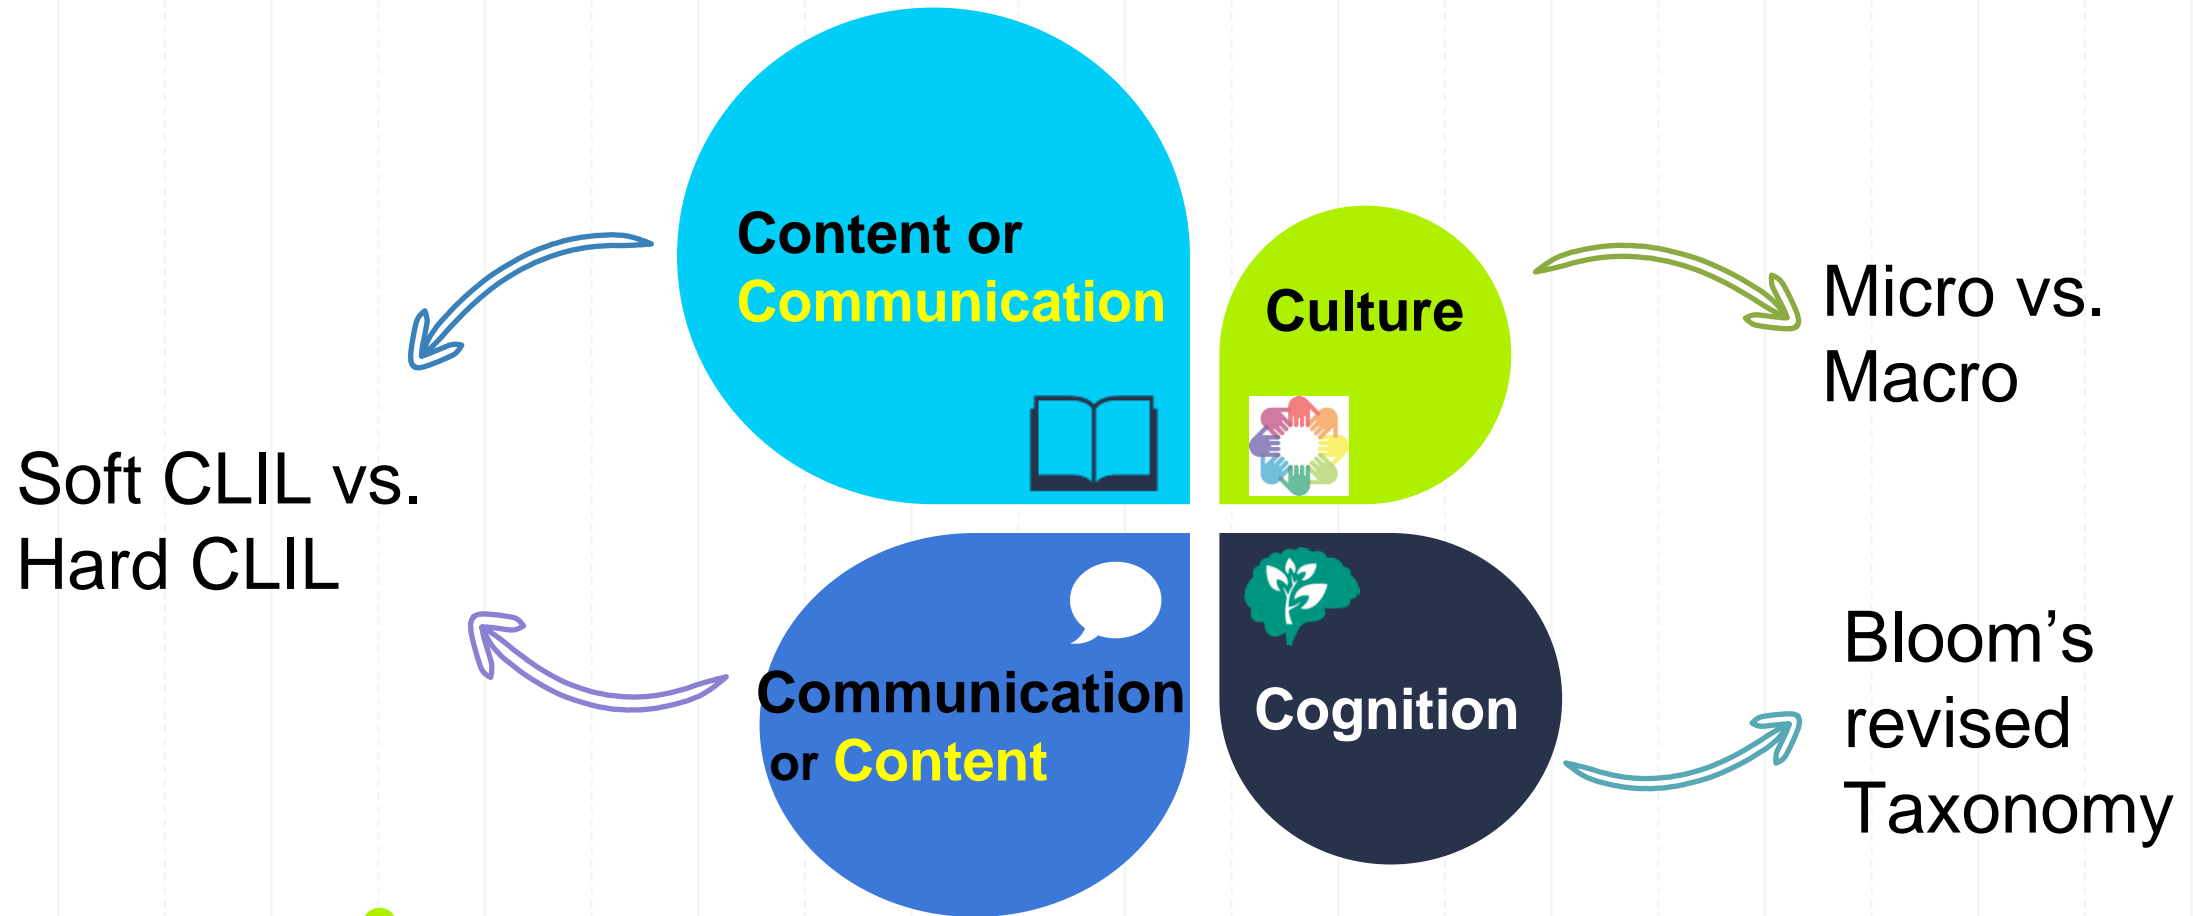 Content or
Communication
Culture
Micro vs.
Macro
Soft CLIL vs.
Hard CLIL
Communication
or Content
Cognition
Bloom’s
revised
Taxonomy